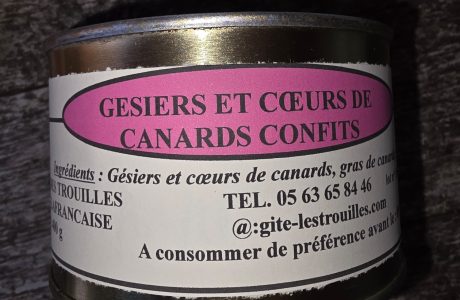 GESIERS ET CŒURS DE
CANARDS CONFITS
Ingrédients : Gésiers et cœurs de canards, gras de canard
TROUILLES
TEL. 05 63 65 84 46
@:gite-lestrouilles.com
A consommer de préférence avant le